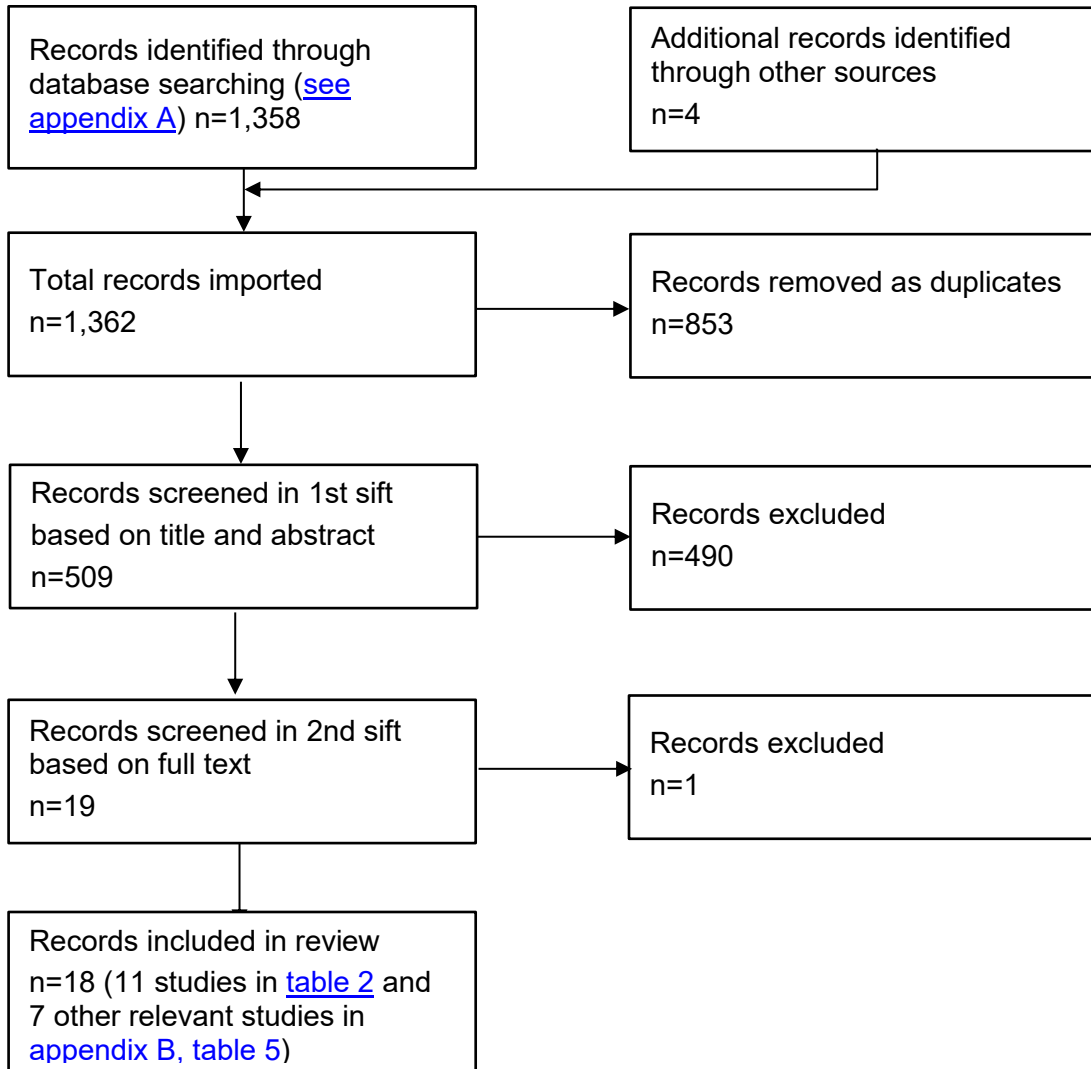 Records identified through
database searching (see
appendix A) n=1,358
Additional records identified
through other sources
n=4
Total records imported
n=1,362
Records removed as duplicates
n=853
Records screened in 1st sift
based on title and abstract
n=509
Records excluded
n=490
Records screened in 2nd sift
based on full text
n=19
Records excluded
n=1
Records included in review
n=18 (11 studies in table 2 and
7 other relevant studies in
appendix B, table 5)